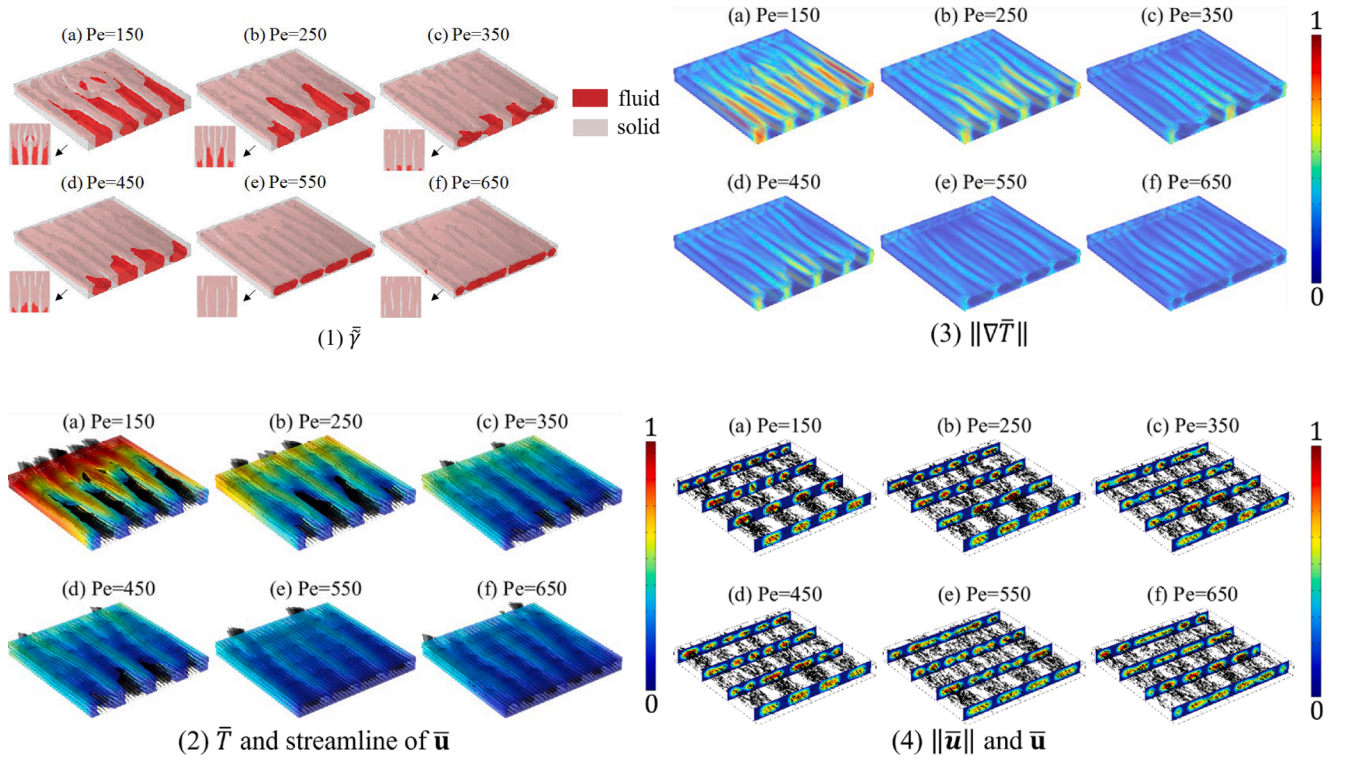 (a) Pe=150 (b) Pe=250 (c) Pe=350
fluid
solid
(d) Pe=450 (e) Pe=550 (f) Pe=650
(1) γ̃̄
(a) Pe=150 (b) Pe=250 (c) Pe=350
1
(d) Pe=450 (e) Pe=550 (f) Pe=650
0
(3) ‖∇T̄‖
(a) Pe=150 (b) Pe=250 (c) Pe=350
1
(d) Pe=450 (e) Pe=550 (f) Pe=650
0
(2) T̄ and streamline of ū
(a) Pe=150 (b) Pe=250 (c) Pe=350
1
(d) Pe=450 (e) Pe=550 (f) Pe=650
0
(4) ‖ū‖ and ū